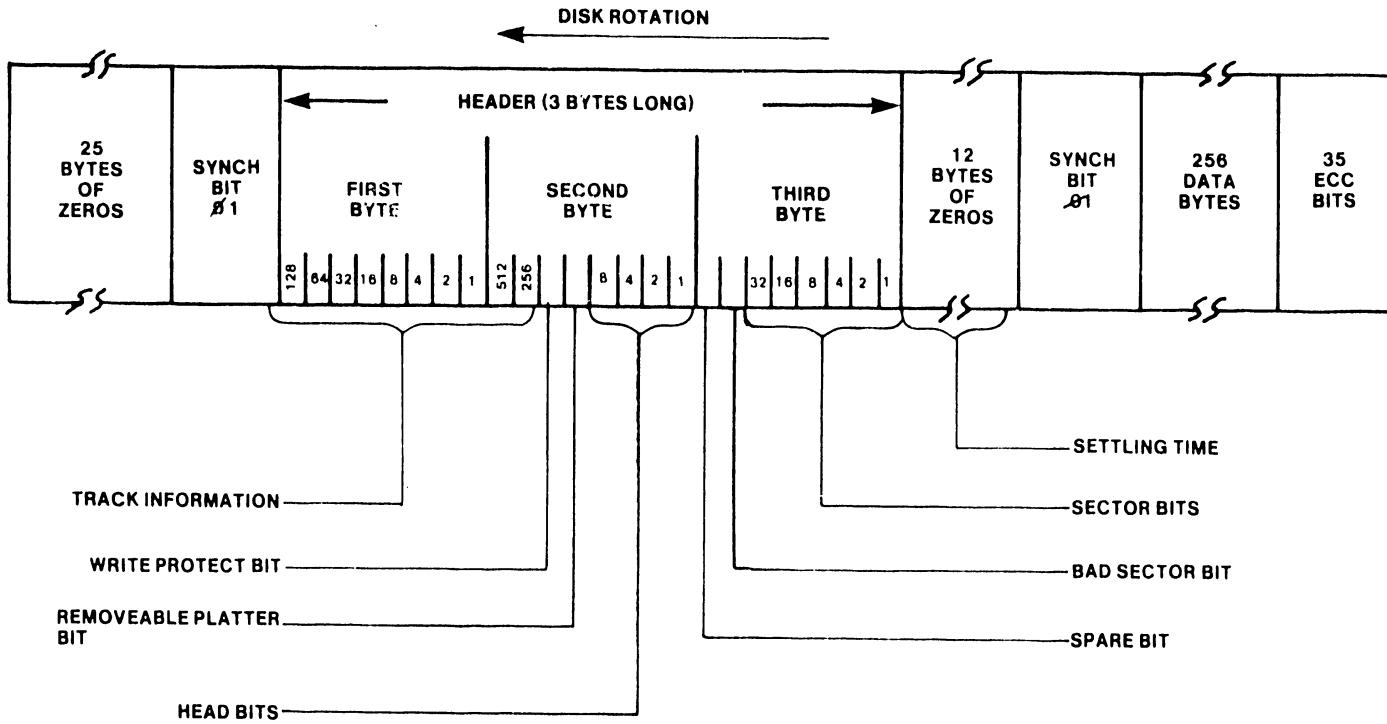 DISK ROTATION
HEADER (3 BYTES LONG)
25
BYTES
OF
ZEROS
SYNCH
BIT
01
FIRST
BYTE
SECOND
BYTE
THIRD
BYTE
12
BYTES
OF
ZEROS
SYNCH
BIT
01
256
DATA
BYTES
35
ECC
BITS
128 64 32 16 8 4 2 1 512 256 8 4 2 1 32 16 8 4 2 1
SETTLING TIME
TRACK INFORMATION
SECTOR BITS
WRITE PROTECT BIT
BAD SECTOR BIT
REMOVEABLE PLATTER
BIT
SPARE BIT
HEAD BITS